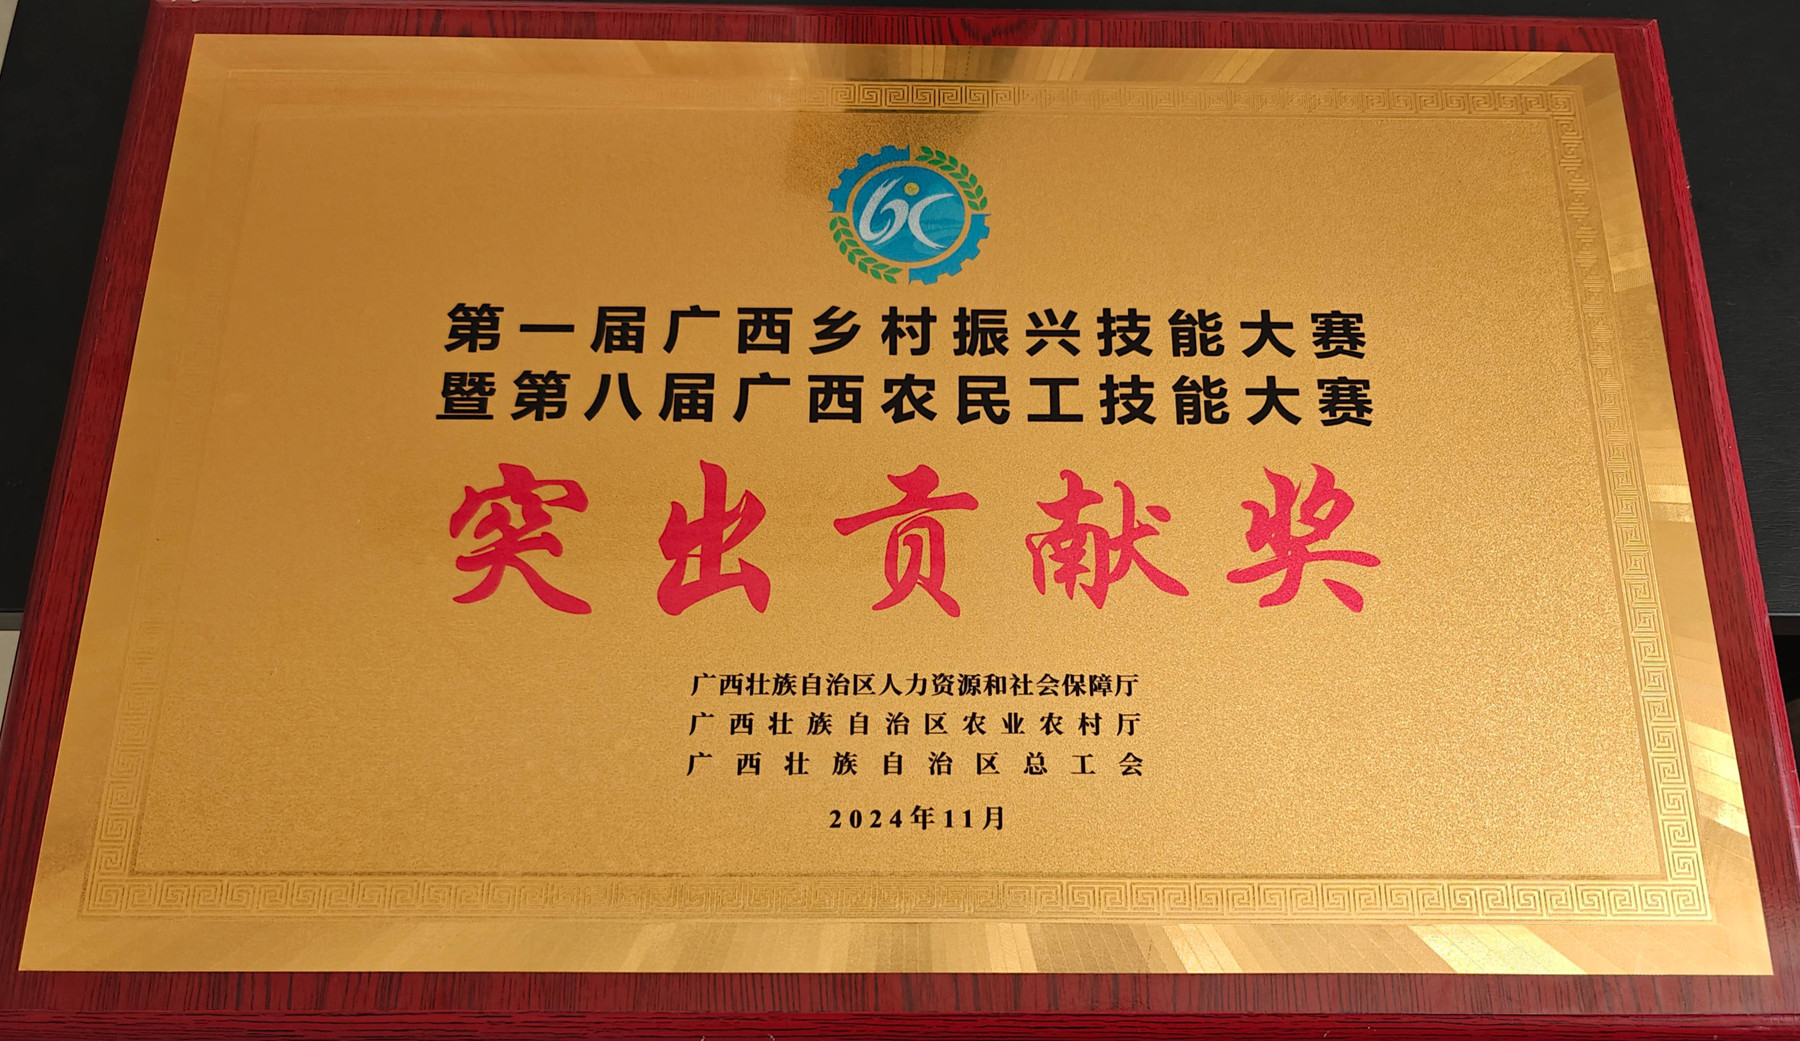 第一届广西乡村振兴技能大赛
暨第八届广西农民工技能大赛
突出贡献奖
广西壮族自治区人力资源和社会保障厅
广西壮族自治区农业农村厅
广西壮族自治区总工会
2024年11月